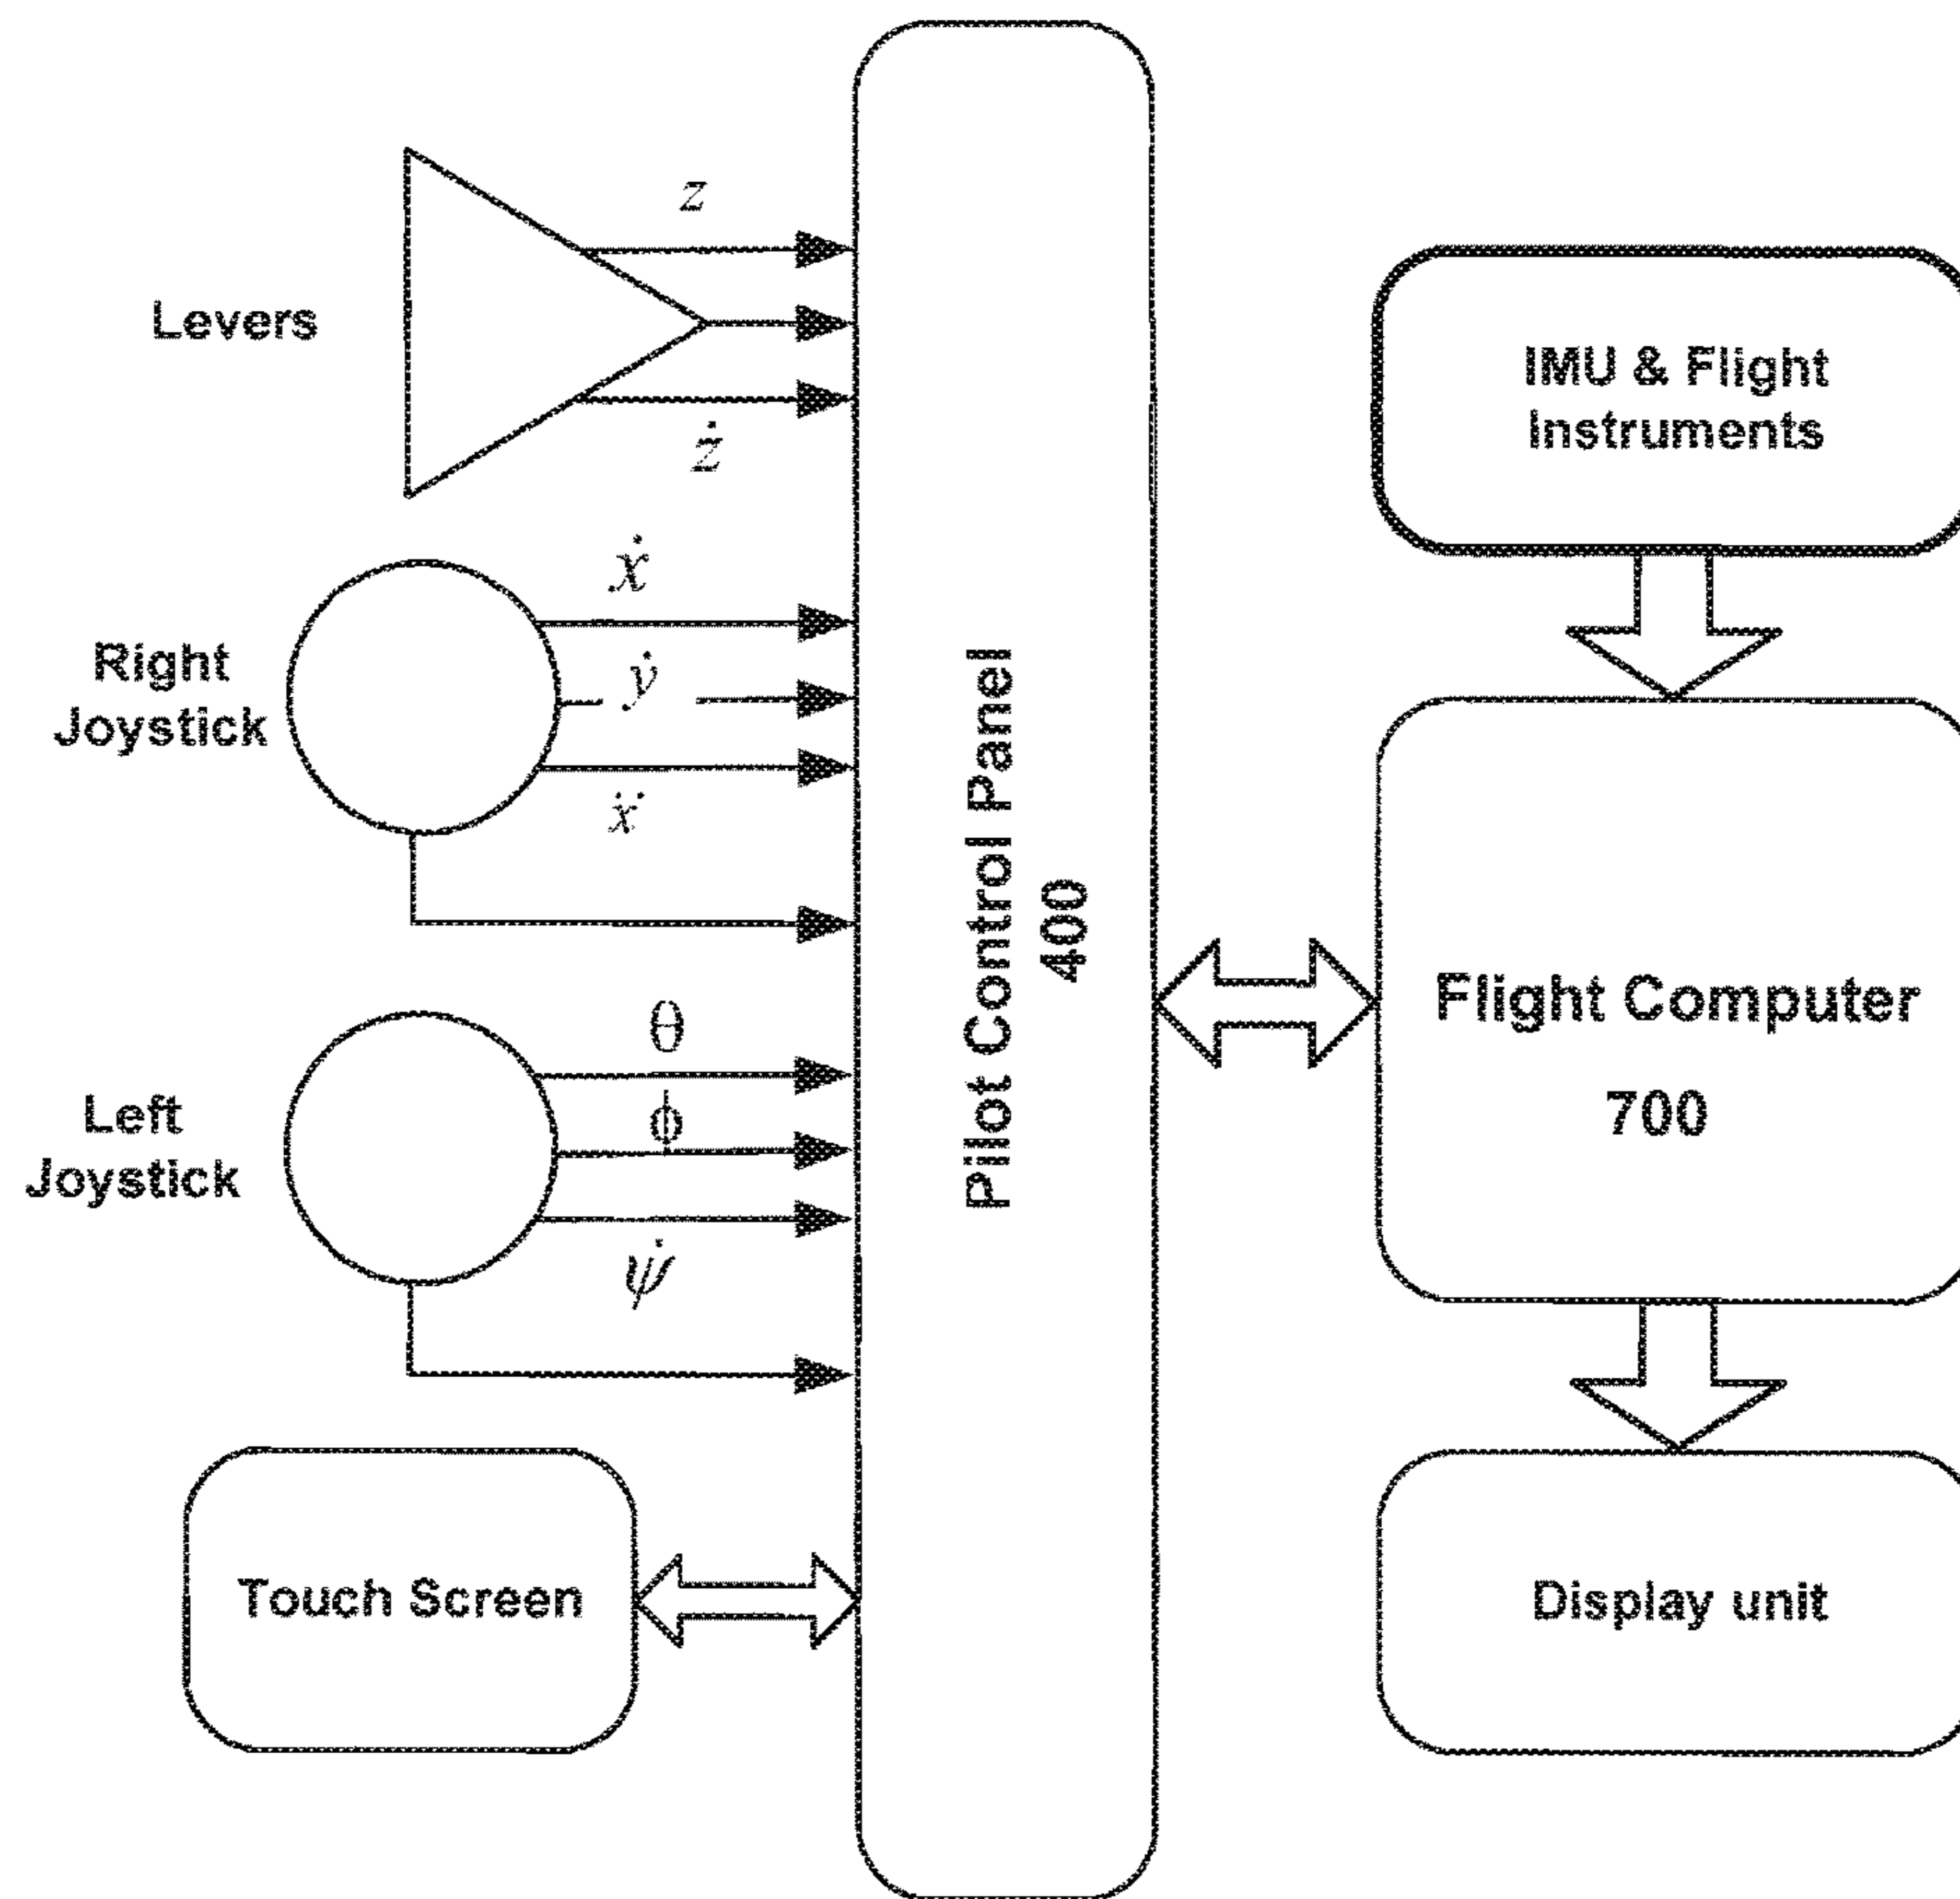 z
Levers
ż
ẋ
Right
Joystick
ẏ
ẍ
θ
Left
Joystick
ϕ
ψ̇
Touch Screen
Pilot Control Panel
400
IMU & Flight
Instruments
Flight Computer
700
Display unit